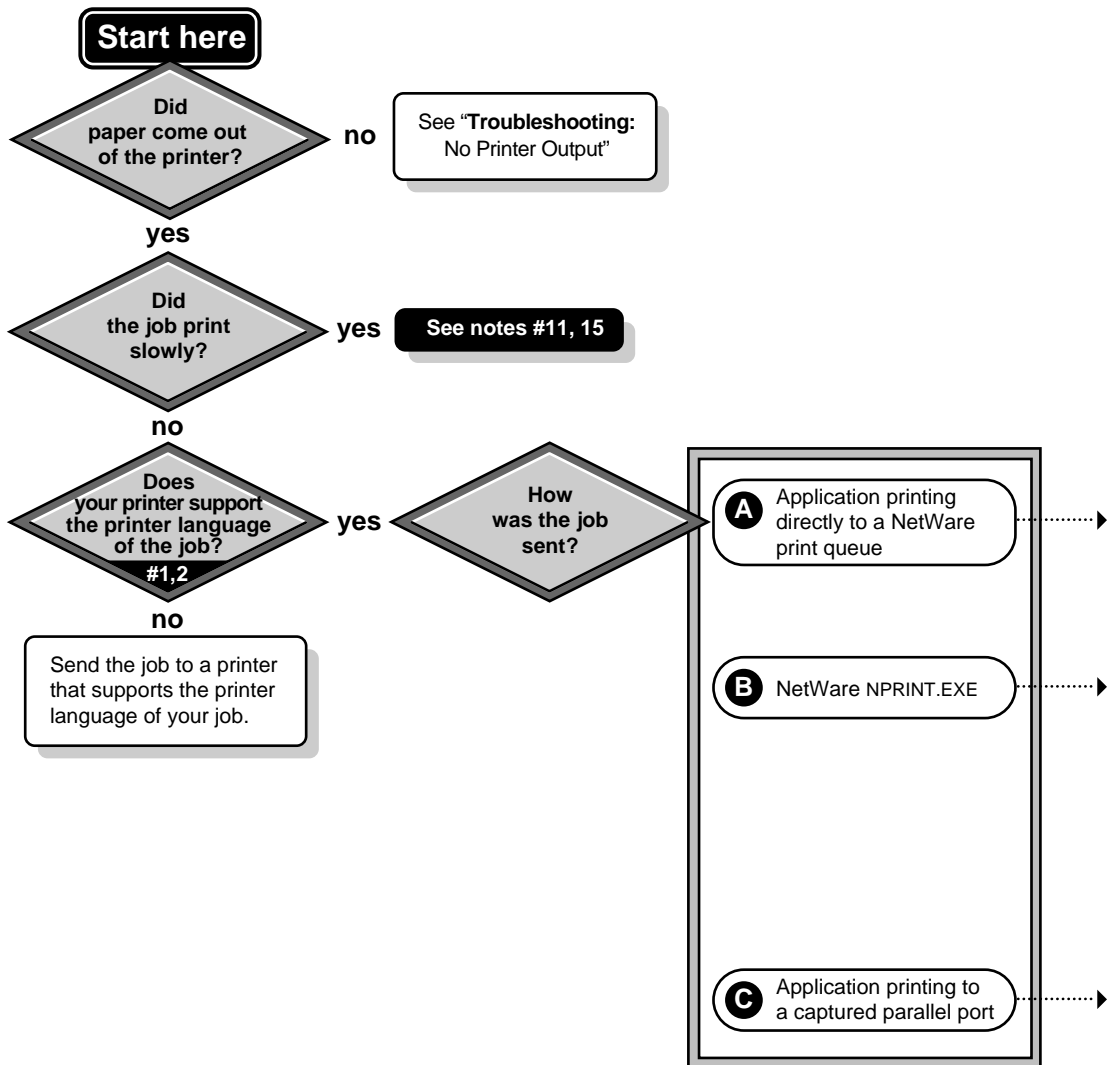 Start here
Did
paper come out
of the printer?
no
See “Troubleshooting:
No Printer Output”
yes
Did
the job print
slowly?
yes
See notes #11, 15
no
Does
your printer support
the printer language
of the job?
#1,2
yes
How
was the job
sent?
A
Application printing
directly to a NetWare
print queue
no
Send the job to a printer
that supports the printer
language of your job.
B
NetWare NPRINT.EXE
C
Application printing to
a captured parallel port